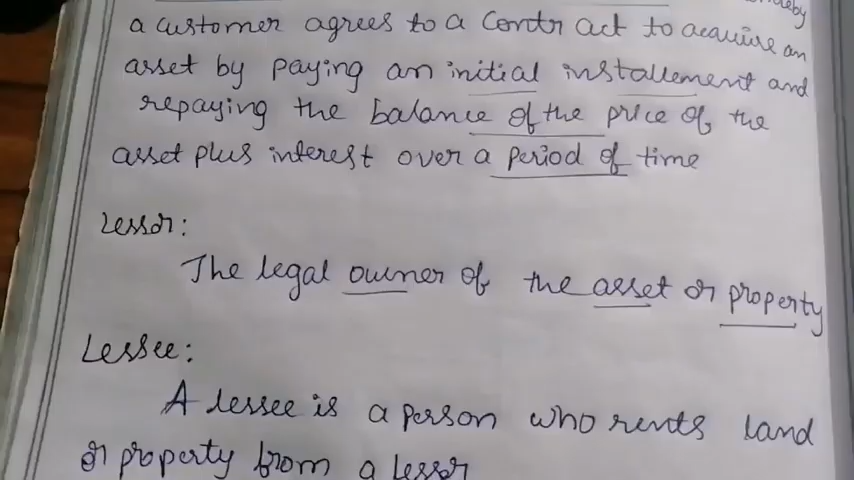 a customer agrees to a contract to acquire an
asset by paying an initial installement and
repaying the balance of the price of the
asset plus interest over a period of time
Lessor:
The legal owner of the asset or property
Lessee:
A lessee is a person who rents land
or property from a lessor